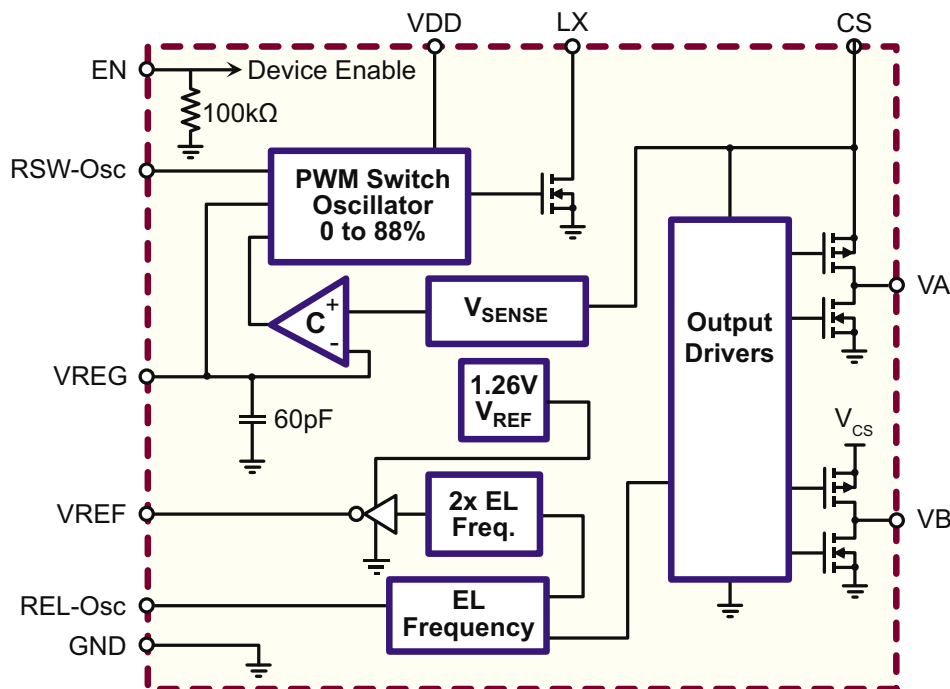 VDD
LX
CS
EN
Device Enable
100kΩ
RSW-Osc
PWM Switch
Oscillator
0 to 88%
VA
C
+
-
VSENSE
Output
Drivers
VREG
60pF
1.26V
VREF
VCS
VREF
2x EL
Freq.
VB
REL-Osc
EL
Frequency
GND